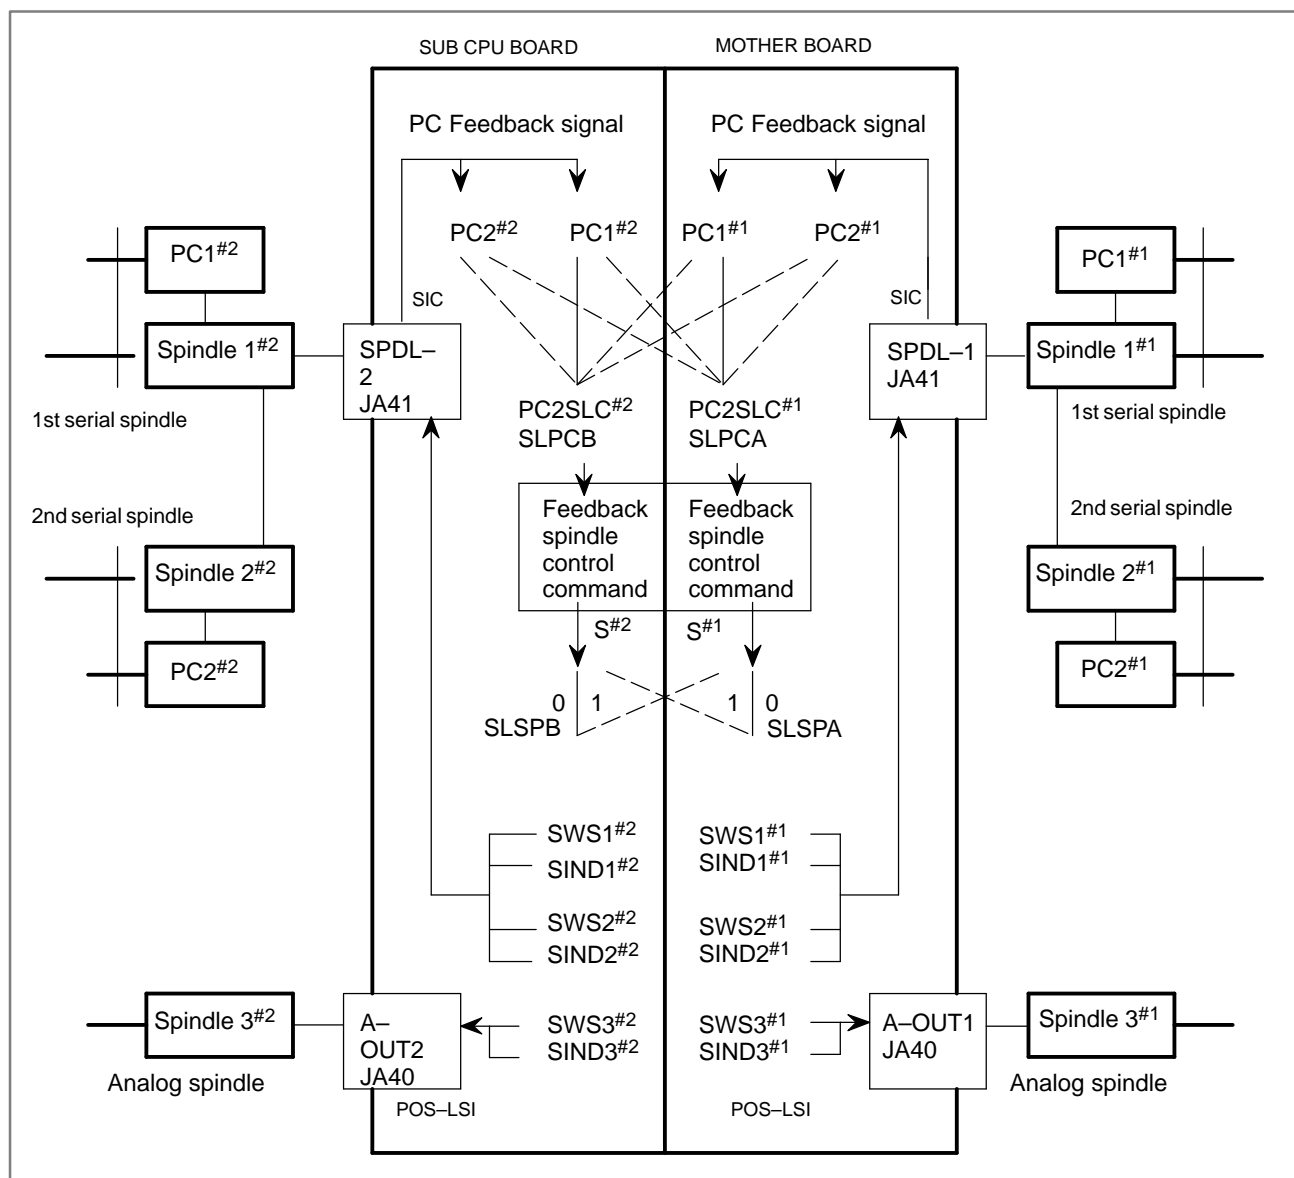 SUB CPU BOARD
MOTHER BOARD
PC Feedback signal
PC Feedback signal
PC2#2
PC1#2
PC1#1
PC2#1
PC1#2
PC1#1
SIC
SIC
Spindle 1#2
SPDL–
2
JA41
SPDL–1
JA41
Spindle 1#1
1st serial spindle
1st serial spindle
PC2SLC#2
SLPCB
PC2SLC#1
SLPCA
2nd serial spindle
2nd serial spindle
Feedback
spindle
control
command
Feedback
spindle
control
command
Spindle 2#2
Spindle 2#1
S#2
S#1
PC2#2
PC2#1
0
1
1
0
SLSPB
SLSPA
SWS1#2
SIND1#2
SWS2#2
SIND2#2
SWS1#1
SIND1#1
SWS2#1
SIND2#1
Spindle 3#2
A–
OUT2
JA40
SWS3#2
SIND3#2
SWS3#1
SIND3#1
A–OUT1
JA40
Spindle 3#1
Analog spindle
Analog spindle
POS–LSI
POS–LSI